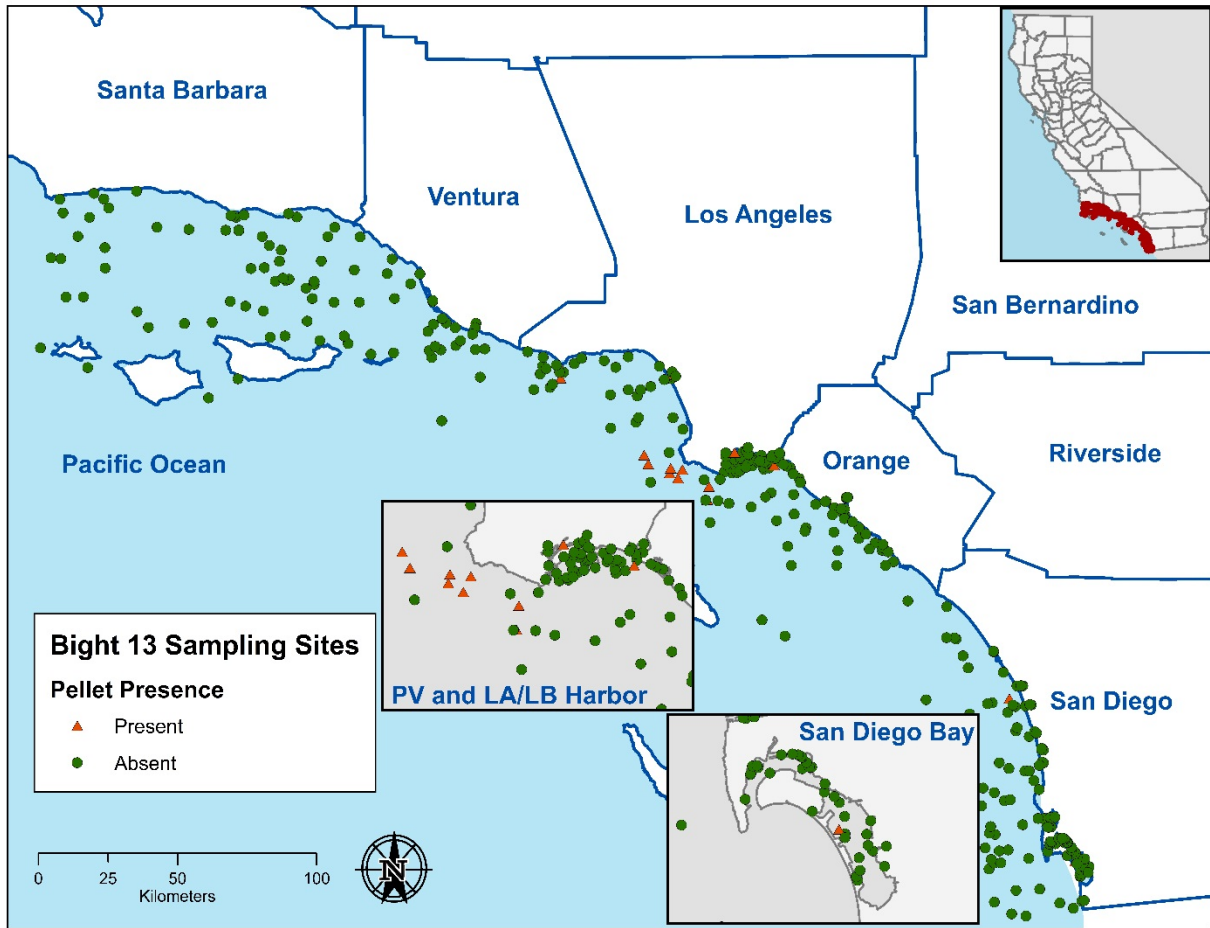 Santa Barbara
Ventura
Los Angeles
San Bernardino
Pacific Ocean
Orange
Riverside
San Diego
PV and LA/LB Harbor
San Diego Bay
Bight 13 Sampling Sites
Pellet Presence
Present
Absent
0 25 50 100
Kilometers
N